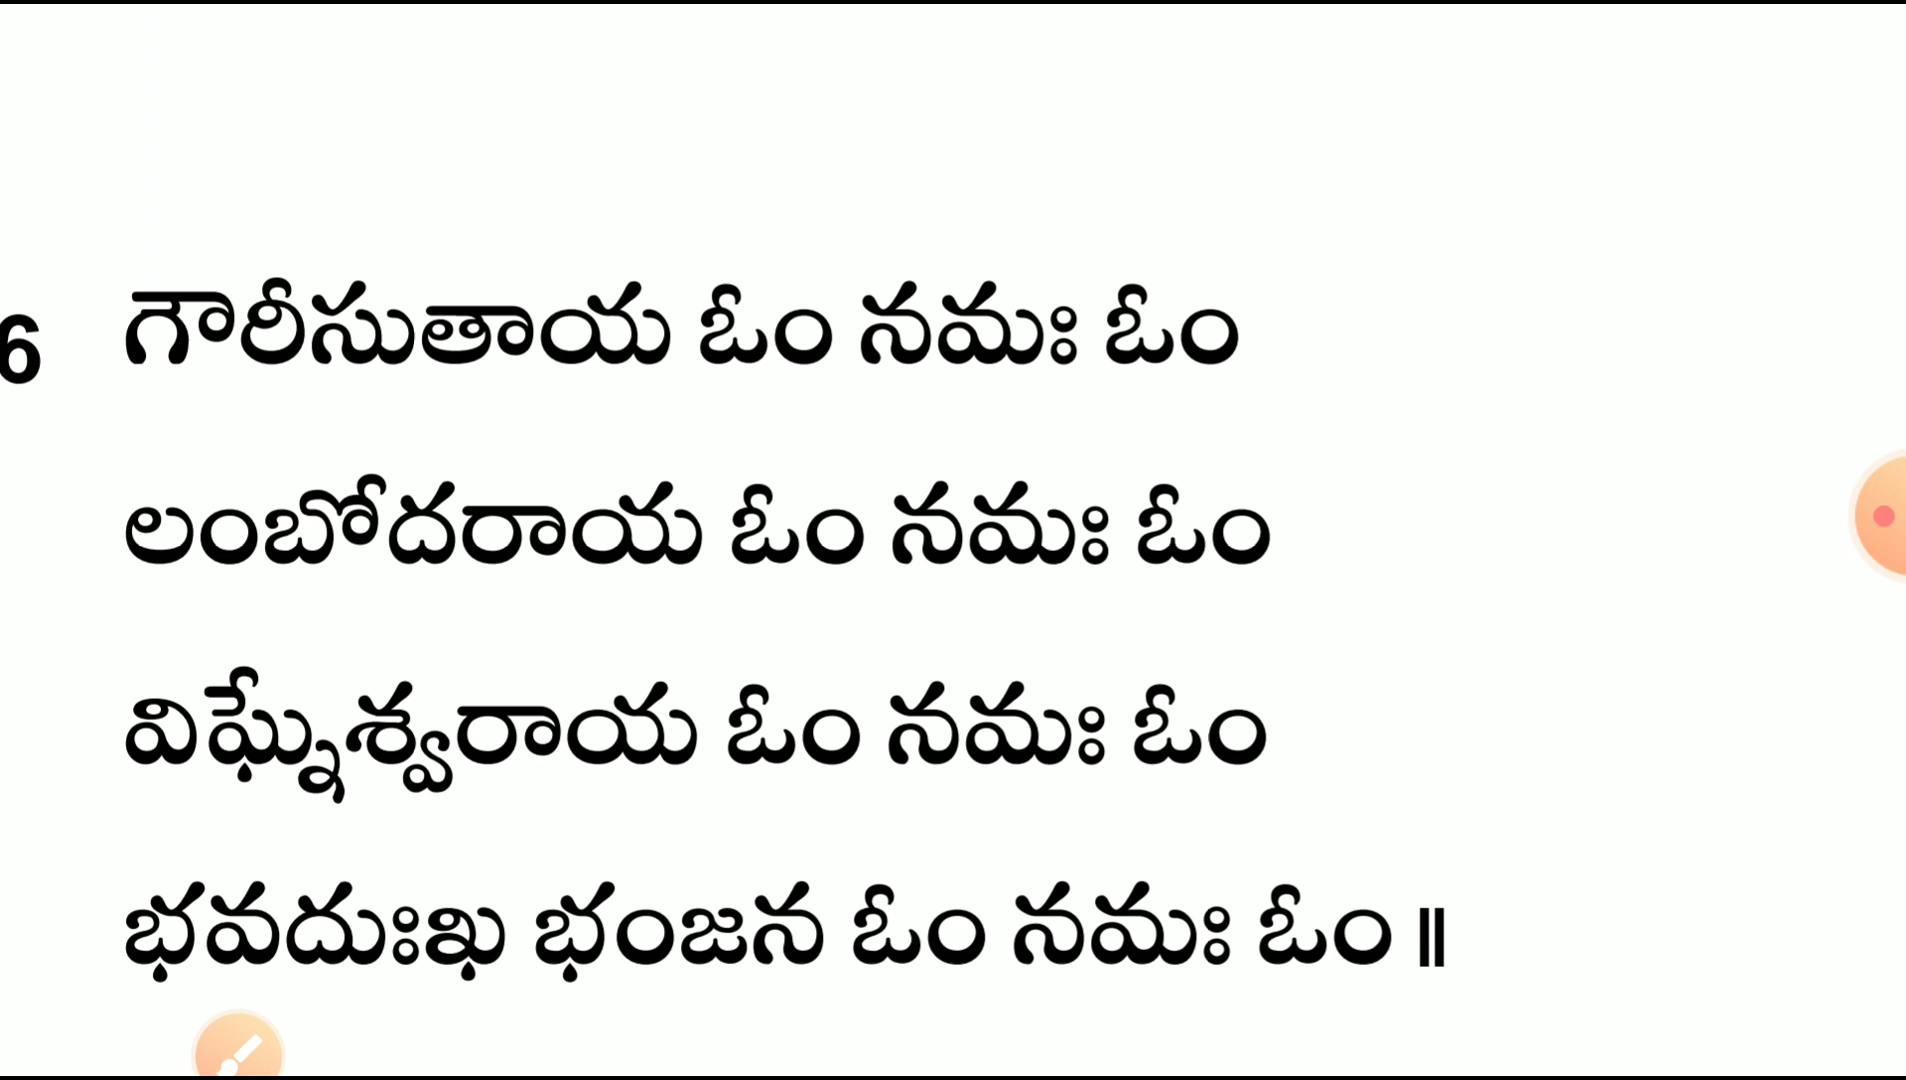 6 గౌరీసుతాయ ఓం నమః ఓం
లంబోదరాయ ఓం నమః ఓం
విఘ్నేశ్వరాయ ఓం నమః ఓం
భవదుఃఖ భంజన ఓం నమః ఓం ॥